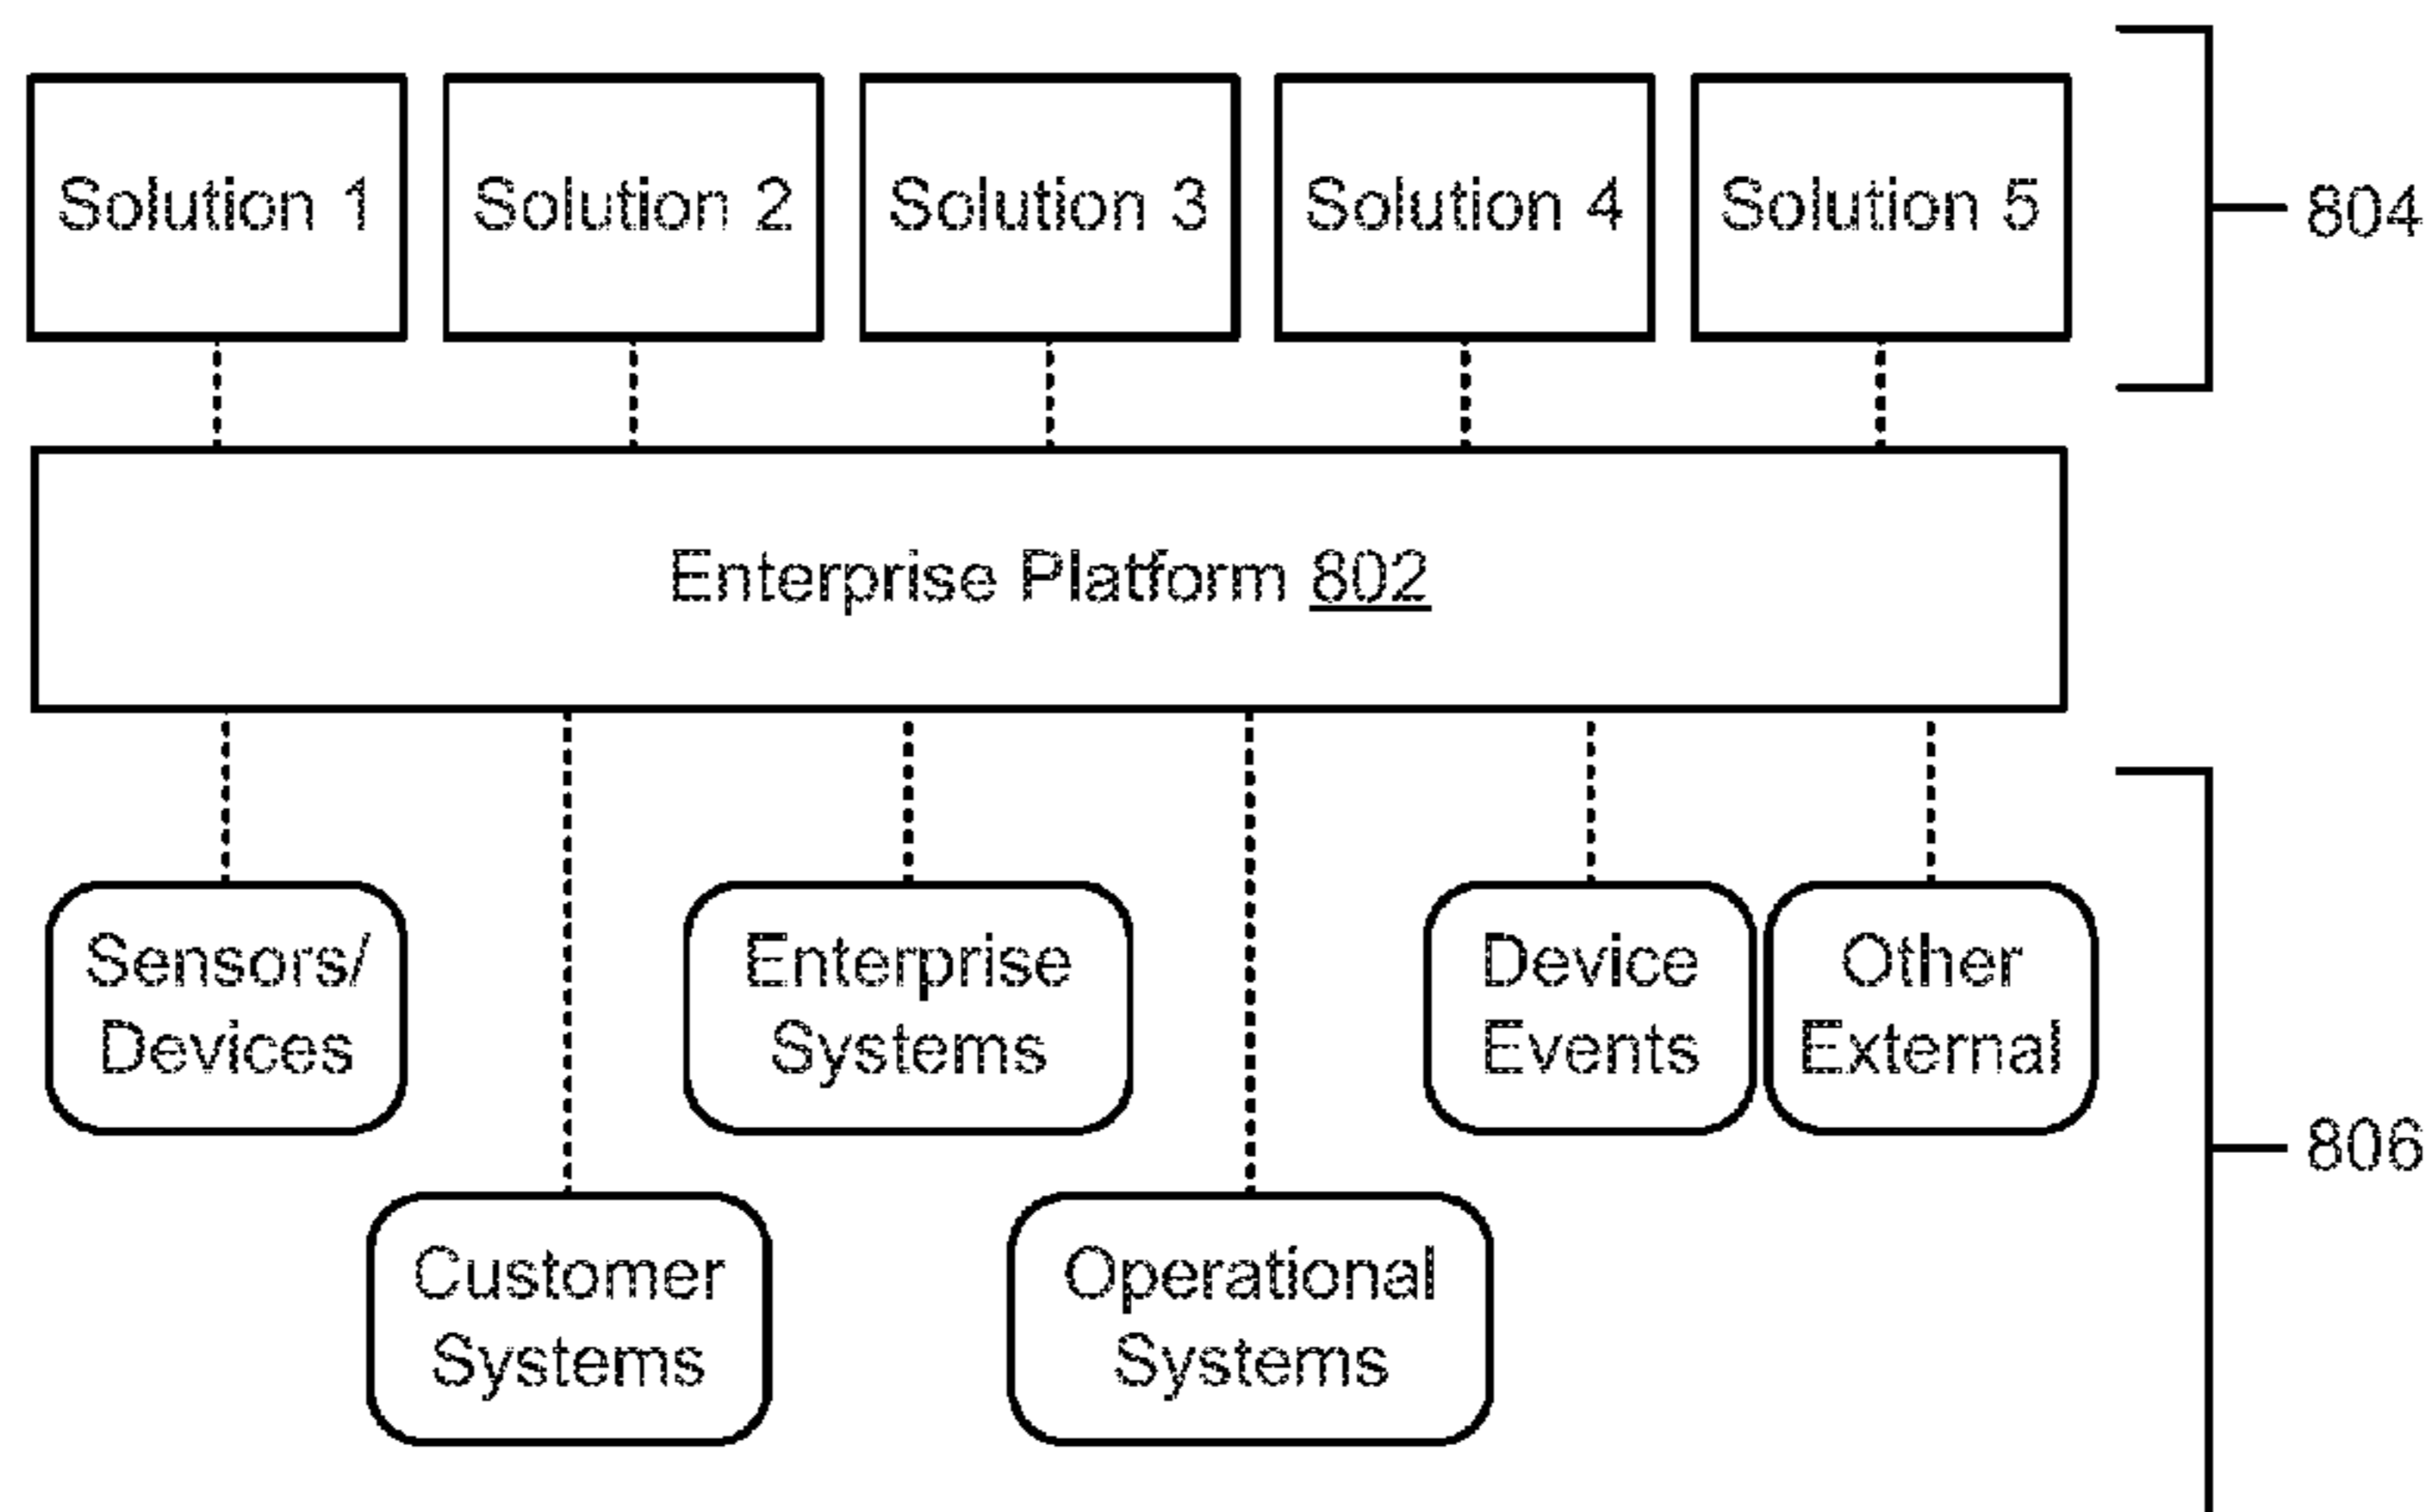 Solution 1
Solution 2
Solution 3
Solution 4
Solution 5
804
Enterprise Platform 802
Sensors/
Devices
Enterprise
Systems
Device
Events
Other
External
806
Customer
Systems
Operational
Systems